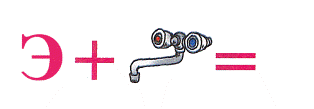 Э + =